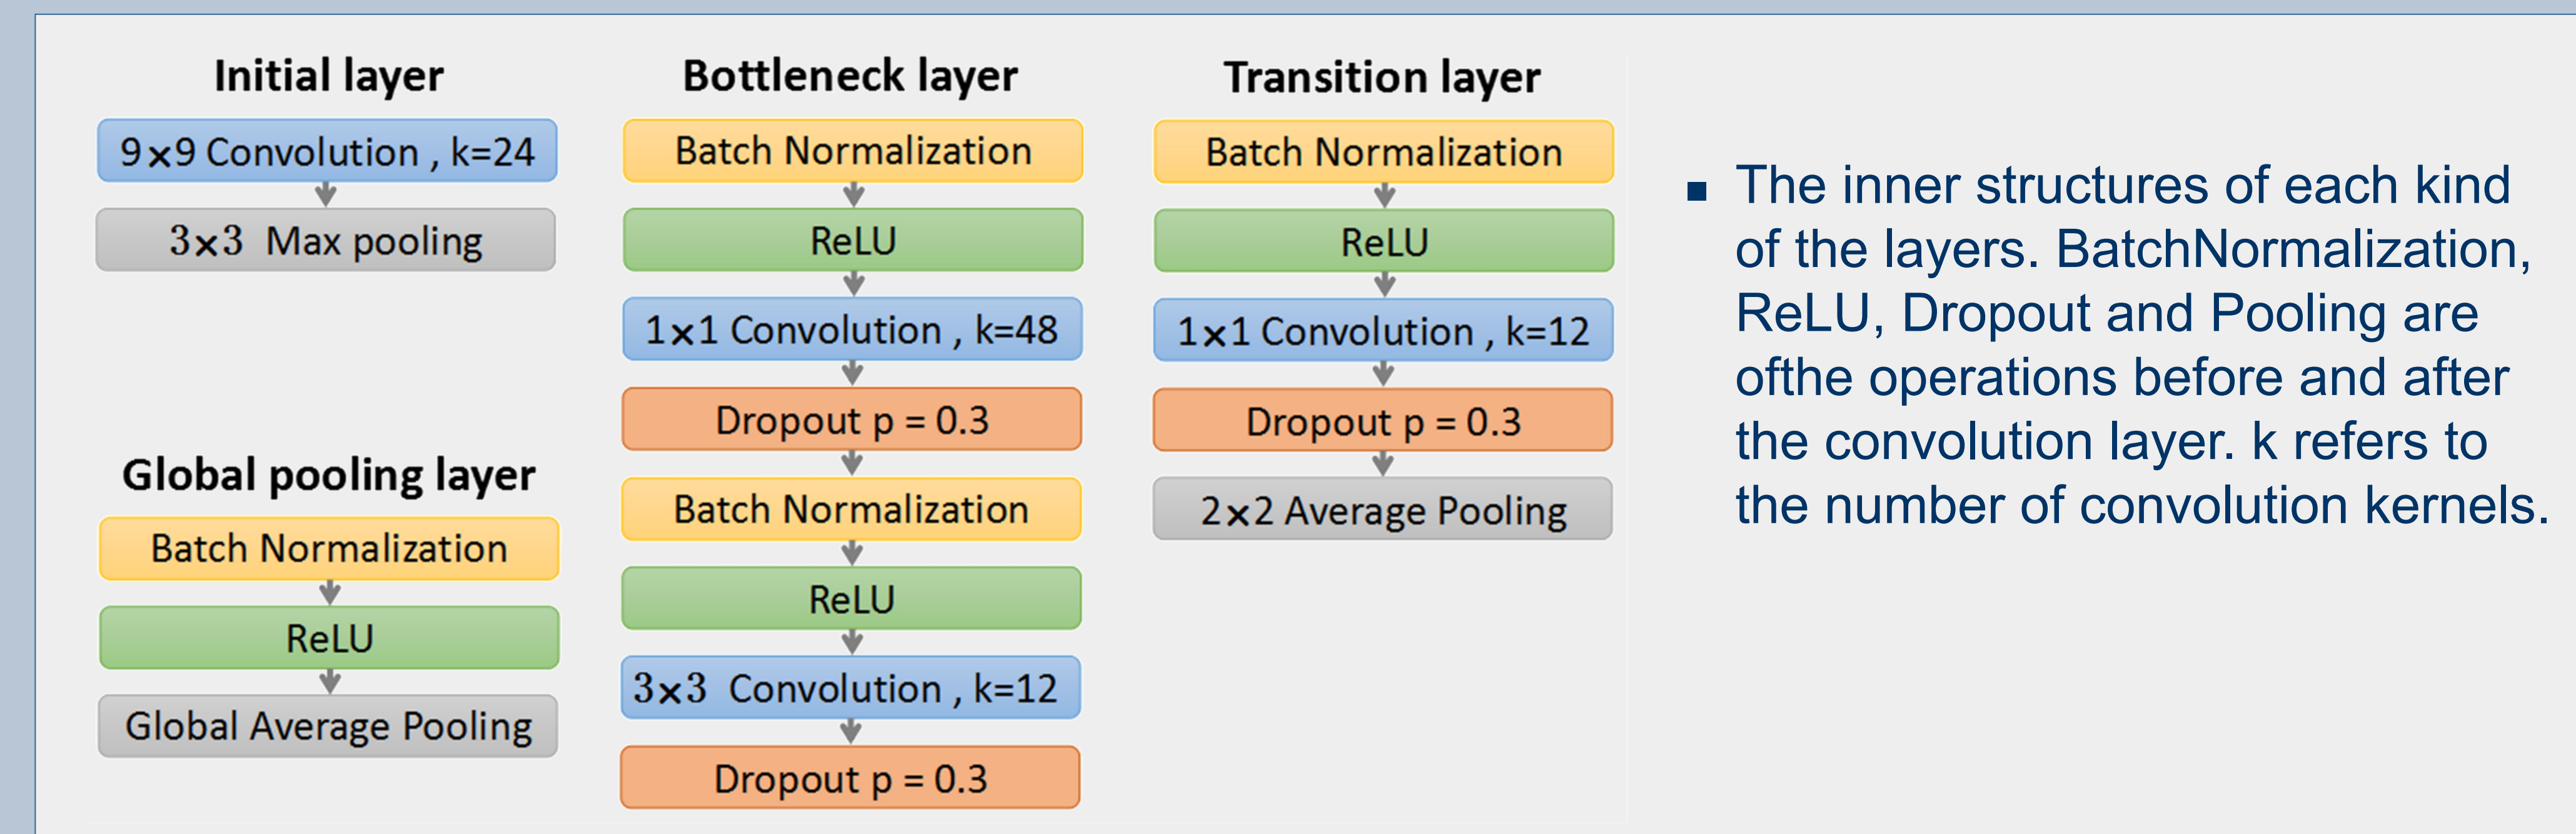 Initial layer
9×9 Convolution , k=24
3×3 Max pooling
Global pooling layer
Batch Normalization
ReLU
Global Average Pooling
Bottleneck layer
Batch Normalization
ReLU
1×1 Convolution , k=48
Dropout p = 0.3
Batch Normalization
ReLU
3×3 Convolution , k=12
Dropout p = 0.3
Transition layer
Batch Normalization
ReLU
1×1 Convolution , k=12
Dropout p = 0.3
2×2 Average Pooling
▪ The inner structures of each kind
of the layers. BatchNormalization,
ReLU, Dropout and Pooling are
ofthe operations before and after
the convolution layer. k refers to
the number of convolution kernels.